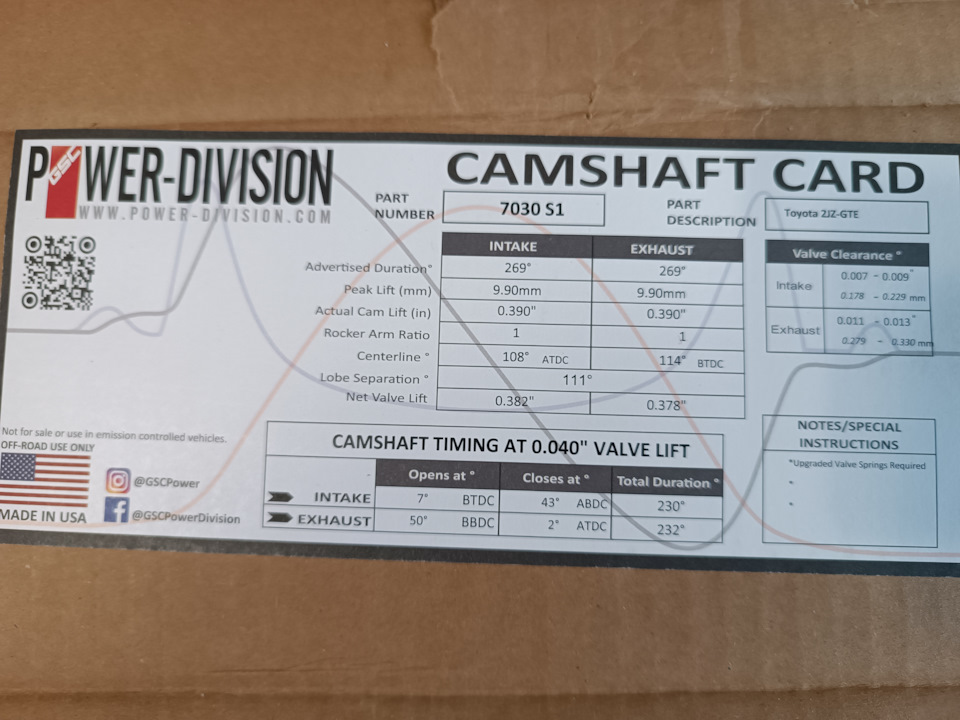 POWER-DIVISION
GSC
WWW.POWER-DIVISION.COM
CAMSHAFT CARD
PART NUMBER 7030 S1
PART DESCRIPTION Toyota 2JZ-GTE
INTAKE EXHAUST
Advertised Duration° 269° 269°
Peak Lift (mm) 9.90mm 9.90mm
Actual Cam Lift (in) 0.390" 0.390"
Rocker Arm Ratio 1 1
Centerline ° 108° ATDC 114° BTDC
Lobe Separation ° 111°
Net Valve Lift 0.382" 0.378"
Valve Clearance °
Intake 0.007 - 0.009"
0.178 - 0.229 mm
Exhaust 0.011 - 0.013"
0.279 - 0.330 mm
Not for sale or use in emission controlled vehicles.
OFF-ROAD USE ONLY
@GSCPower
MADE IN USA
@GSCPowerDivision
CAMSHAFT TIMING AT 0.040" VALVE LIFT
Opens at ° Closes at ° Total Duration °
INTAKE 7° BTDC 43° ABDC 230°
EXHAUST 50° BBDC 2° ATDC 232°
NOTES/SPECIAL
INSTRUCTIONS
*Upgraded Valve Springs Required